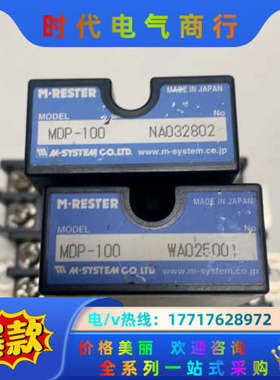 时代电气商行
M·RESTER
MADE IN JAPAN
MODEL
No
MDP-100 NA032802
M-SYSTEM CO.,LTD. www.m-system.co.jp
M·RESTER
MADE IN JAPAN
MODEL
No
MDP-100 WA025001
M-SYSTEM CO.,LTD. www.m-system.co.jp
爆款
电/v热线：17717628972
价格美丽 欢迎咨询
全系列一站式采购